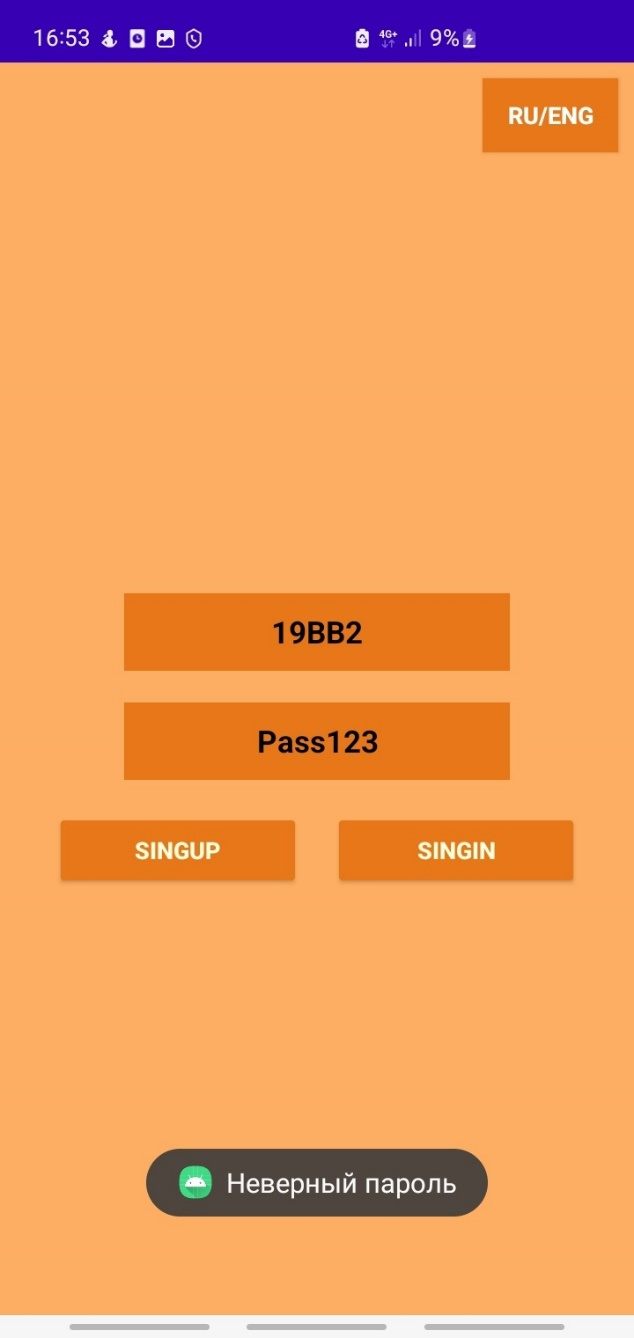 16:53 4G+ 9%
RU/ENG
19BB2
Pass123
SINGUP SINGIN
Неверный пароль